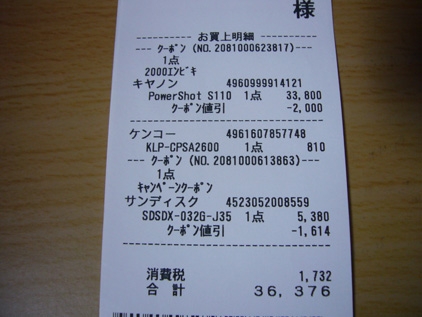 様
---------- お買上明細 ----------
--- クーポン (NO. 2081000623817)---
1点
2000エンビキ
キヤノン 4960999914121
PowerShot S110 1点 33,800
クーポン値引 -2,000
------------------------------
ケンコー 4961607857748
KLP-CPSA2600 1点 810
--- クーポン (NO. 2081000613863)---
1点
キャンペーンクーポン
サンディスク 4523052008559
SDSDX-032G-J35 1点 5,380
クーポン値引 -1,614
------------------------------
消費税 1,732
合 計 36,376